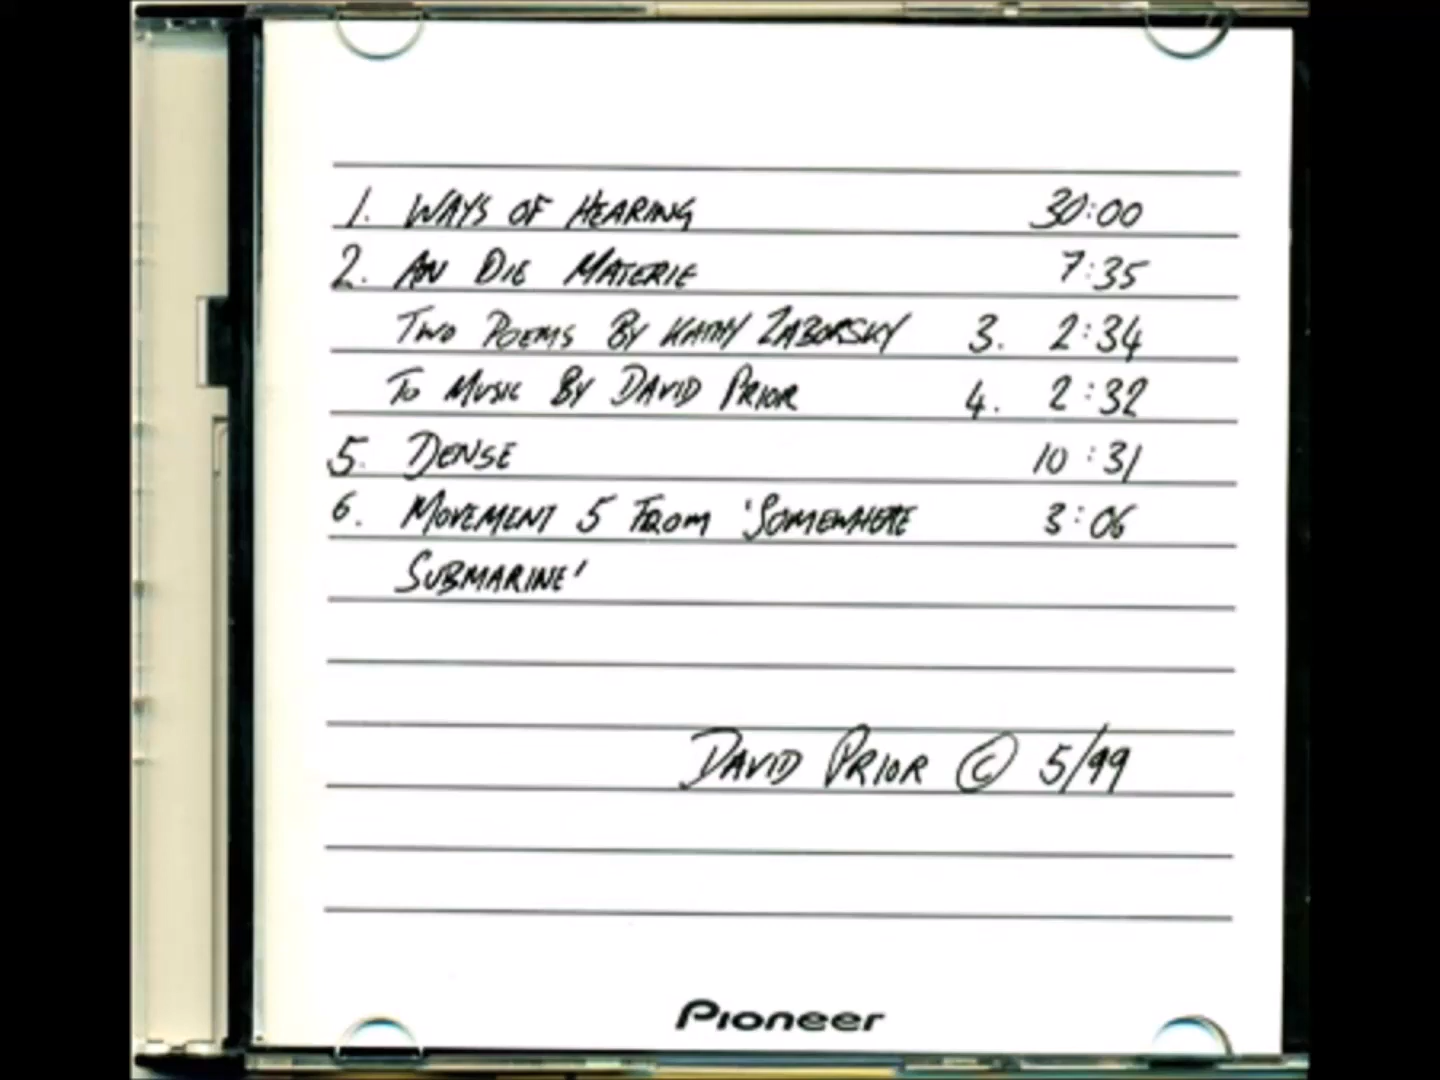 1. WAYS OF HEARING 30:00
2. AN DIE MATERIE 7:35
TWO POEMS BY KATHY ZABORSKY 3. 2:34
TO MUSIC BY DAVID PRIOR 4. 2:32
5. DENSE 10:31
6. MOVEMENT 5 FROM 'SOMEWHERE 3:06
SUBMARINE'
DAVID PRIOR © 5/99
Pioneer